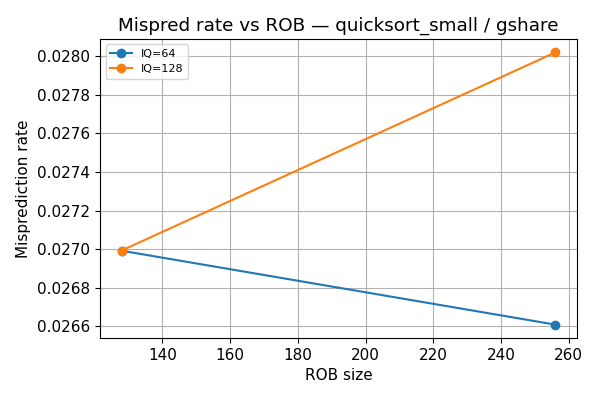 Mispred rate vs ROB — quicksort_small / gshare
IQ=64
IQ=128
Misprediction rate
0.0280
0.0278
0.0276
0.0274
0.0272
0.0270
0.0268
0.0266
140 160 180 200 220 240 260
ROB size